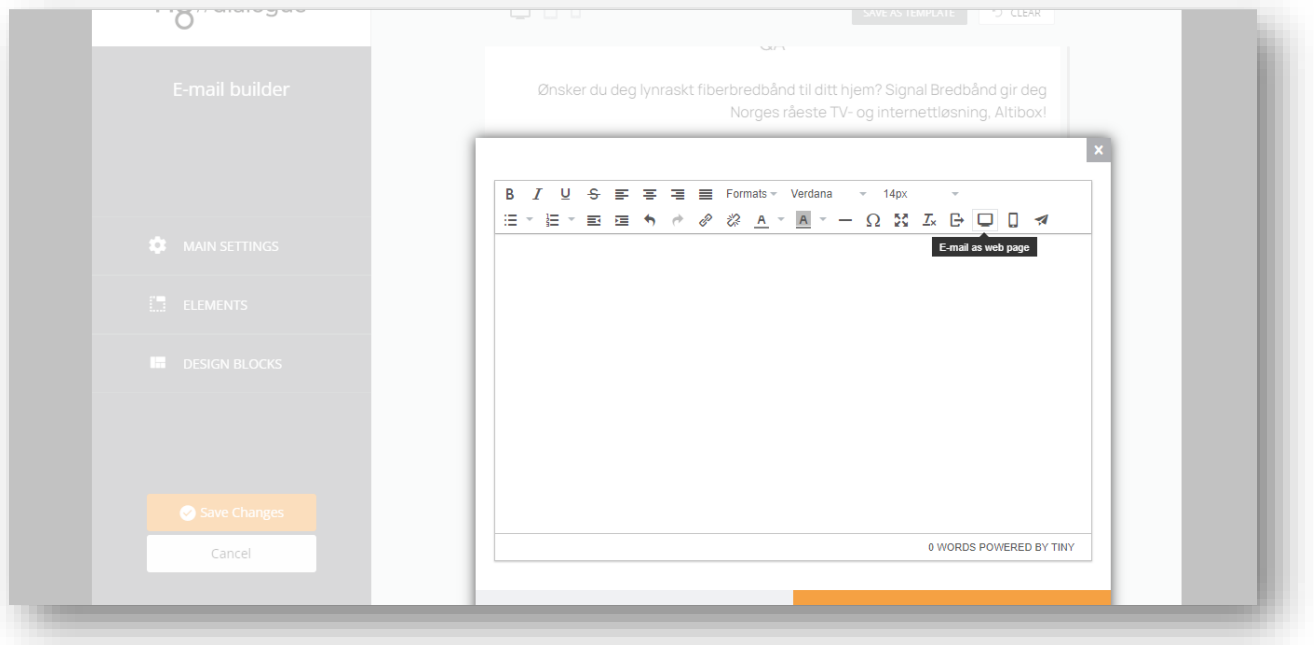 dialogue
SAVE AS TEMPLATE
CLEAR
E-mail builder
Ønsker du deg lynraskt fiberbredbånd til ditt hjem? Signal Bredbånd gir deg
Norges råeste TV- og internettløsning, Altibox!
x
B I U S Formats Verdana 14px
A A Ω Tx
E-mail as web page
MAIN SETTINGS
ELEMENTS
DESIGN BLOCKS
Save Changes
Cancel
0 WORDS POWERED BY TINY